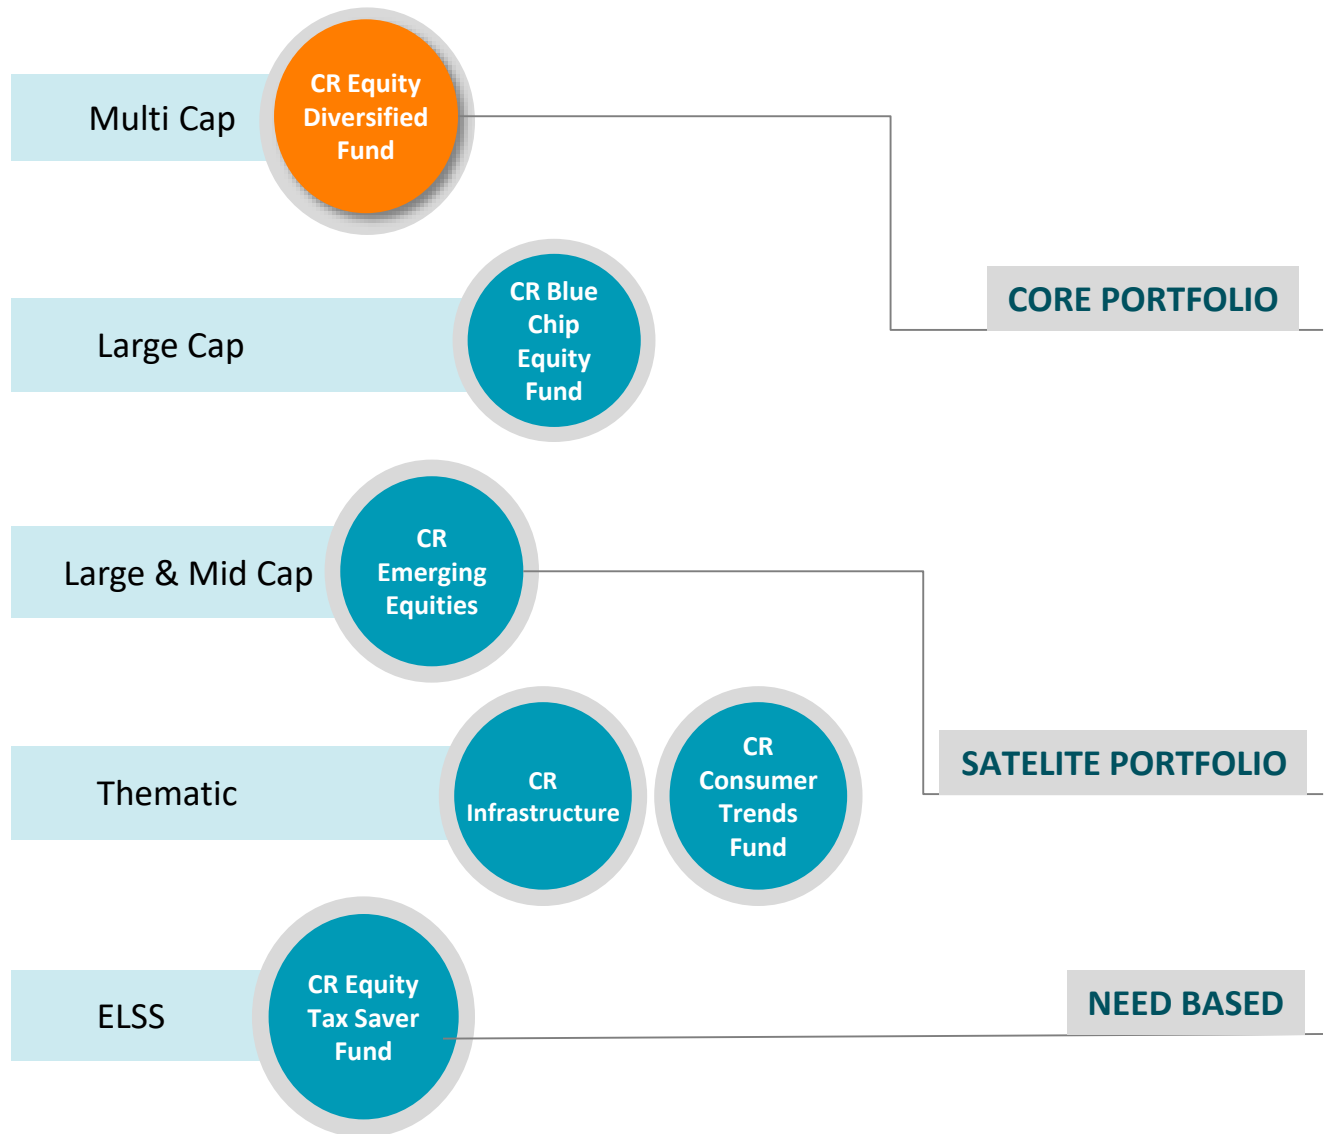 Multi Cap
CR Equity
Diversified
Fund
Large Cap
CR Blue
Chip
Equity
Fund
CORE PORTFOLIO
Large & Mid Cap
CR
Emerging
Equities
Thematic
CR
Infrastructure
CR
Consumer
Trends
Fund
SATELITE PORTFOLIO
ELSS
CR Equity
Tax Saver
Fund
NEED BASED